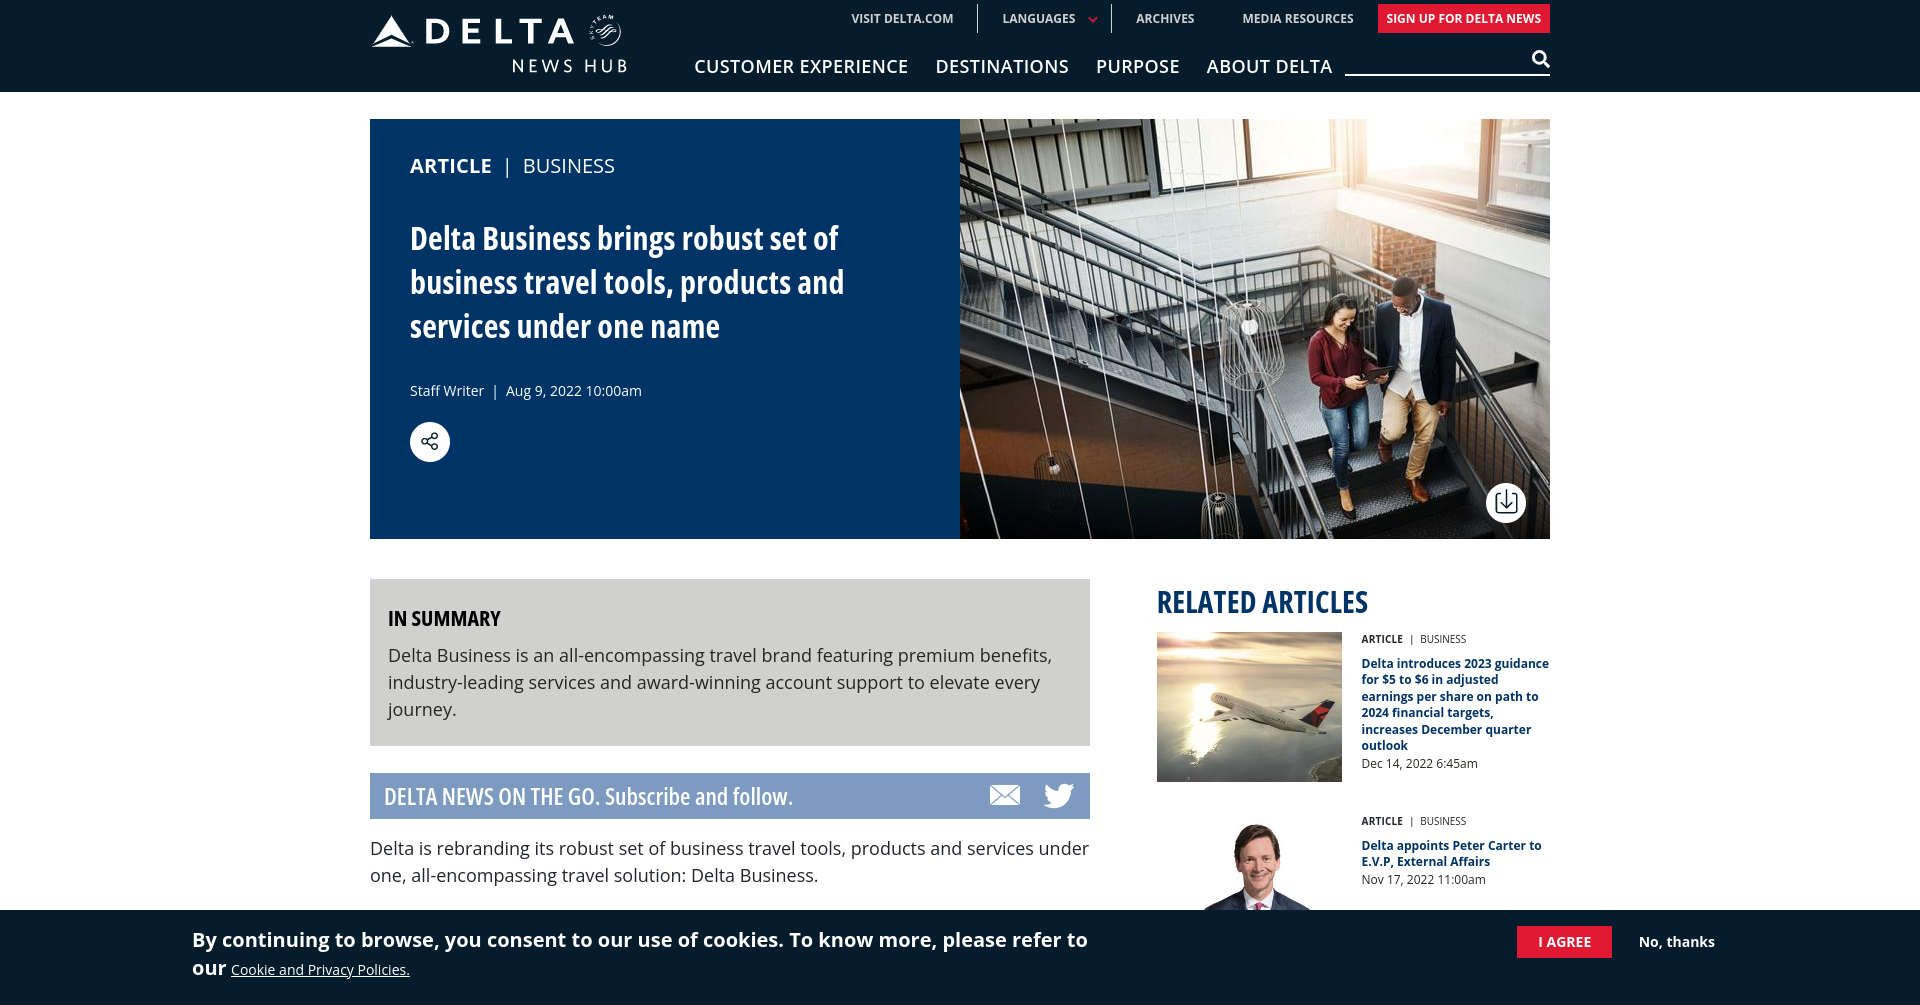 VISIT DELTA.COM
LANGUAGES
ARCHIVES
MEDIA RESOURCES
SIGN UP FOR DELTA NEWS
DELTA
SKYTEAM
NEWS HUB
CUSTOMER EXPERIENCE
DESTINATIONS
PURPOSE
ABOUT DELTA
ARTICLE | BUSINESS
Delta Business brings robust set of
business travel tools, products and
services under one name
Staff Writer | Aug 9, 2022 10:00am
IN SUMMARY
Delta Business is an all-encompassing travel brand featuring premium benefits,
industry-leading services and award-winning account support to elevate every
journey.
DELTA NEWS ON THE GO. Subscribe and follow.
Delta is rebranding its robust set of business travel tools, products and services under
one, all-encompassing travel solution: Delta Business.
RELATED ARTICLES
ARTICLE | BUSINESS
Delta introduces 2023 guidance
for $5 to $6 in adjusted
earnings per share on path to
2024 financial targets,
increases December quarter
outlook
Dec 14, 2022 6:45am
ARTICLE | BUSINESS
Delta appoints Peter Carter to
E.V.P, External Affairs
Nov 17, 2022 11:00am
By continuing to browse, you consent to our use of cookies. To know more, please refer to
our Cookie and Privacy Policies.
I AGREE
No, thanks